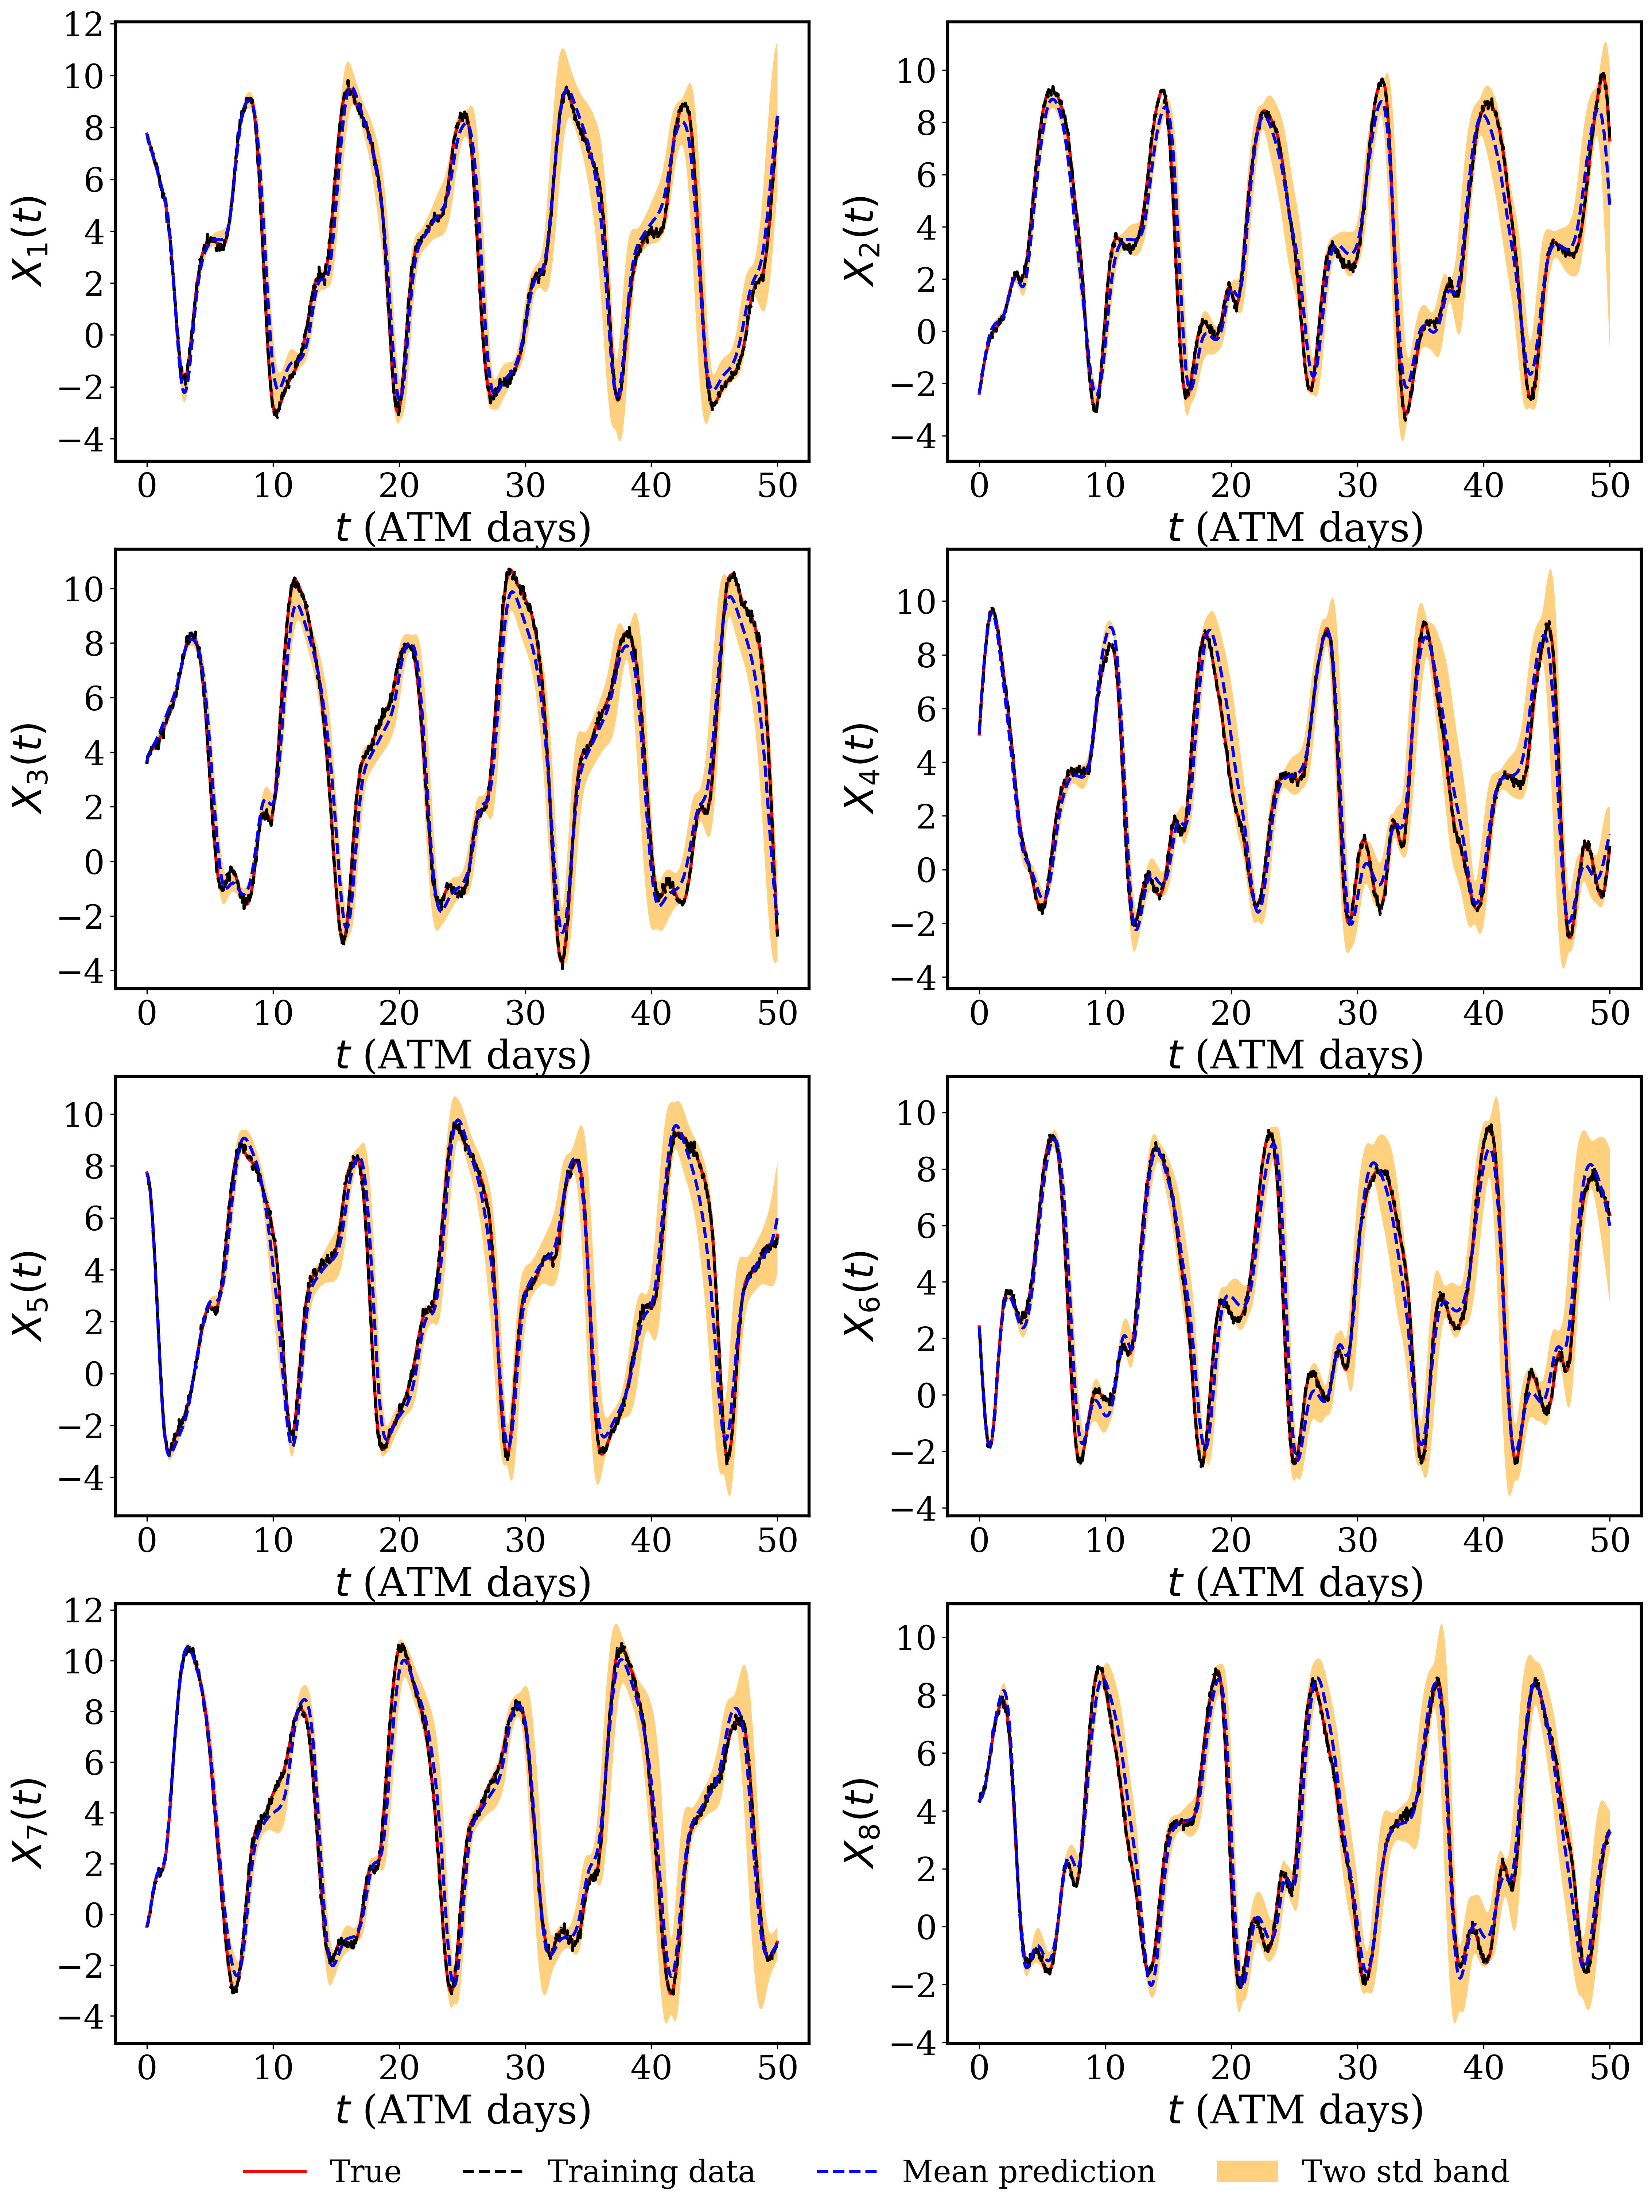 12
10
8
6
4
2
0
−2
−4
X1(t)
0 10 20 30 40 50
t (ATM days)
10
8
6
4
2
0
−2
−4
X2(t)
0 10 20 30 40 50
t (ATM days)
10
8
6
4
2
0
−2
−4
X3(t)
0 10 20 30 40 50
t (ATM days)
10
8
6
4
2
0
−2
−4
X4(t)
0 10 20 30 40 50
t (ATM days)
10
8
6
4
2
0
−2
−4
X5(t)
0 10 20 30 40 50
t (ATM days)
10
8
6
4
2
0
−2
−4
X6(t)
0 10 20 30 40 50
t (ATM days)
12
10
8
6
4
2
0
−2
−4
X7(t)
0 10 20 30 40 50
t (ATM days)
10
8
6
4
2
0
−2
−4
X8(t)
0 10 20 30 40 50
t (ATM days)
True Training data Mean prediction Two std band